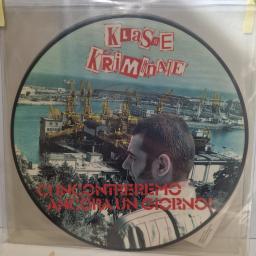 KLASSE
KRIMINALE
CI INCONTREREMO
ANCORA UN GIORNO!